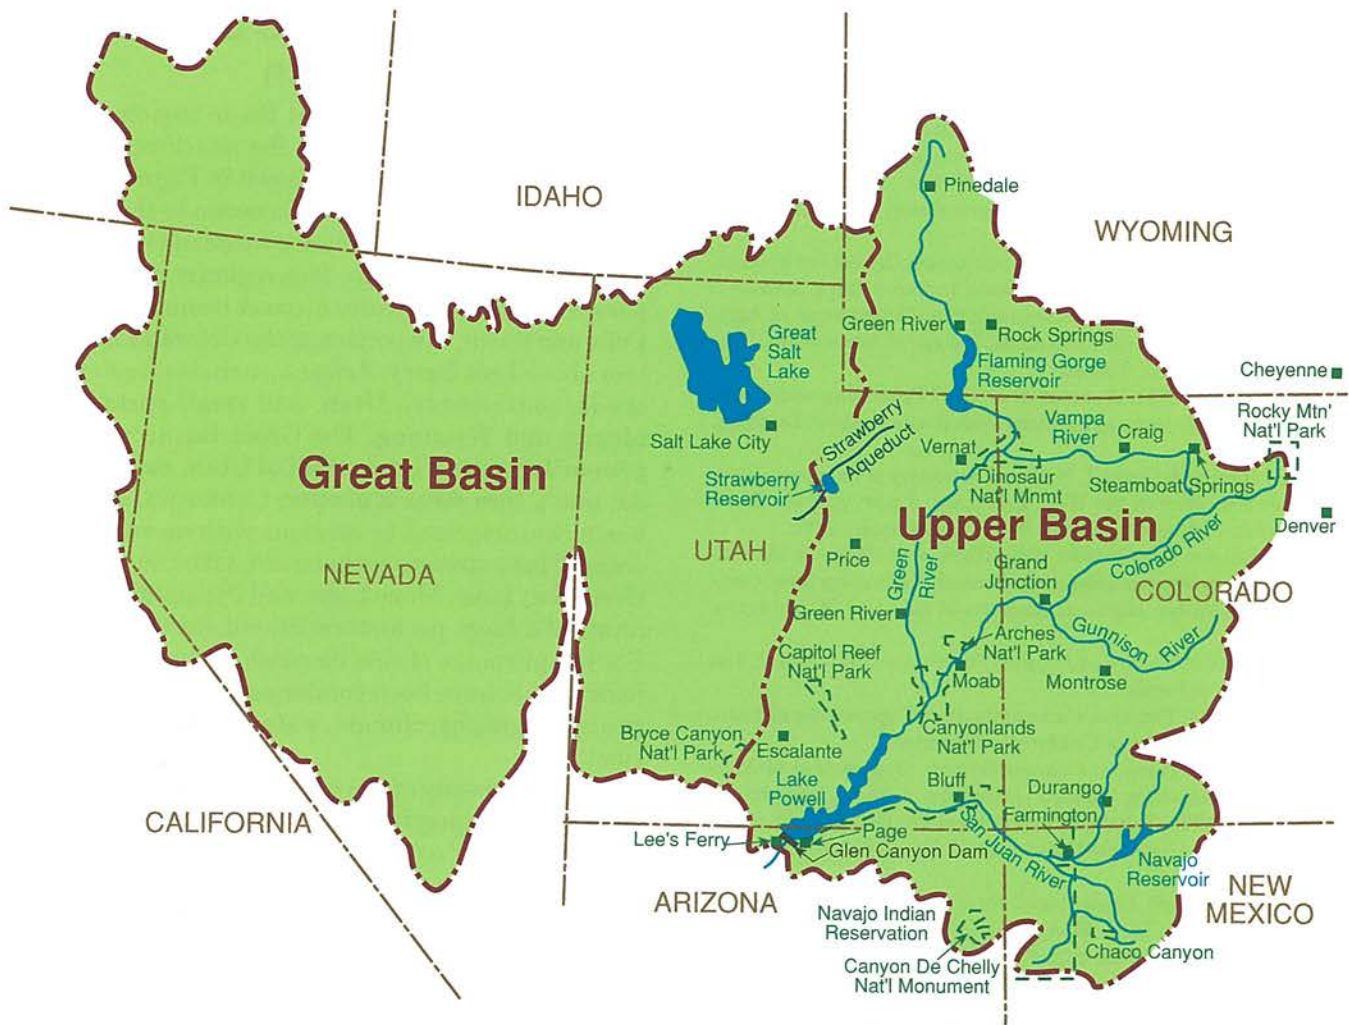 IDAHO
WYOMING
Pinedale
Green River
Rock Springs
Flaming Gorge
Reservoir
Great
Salt
Lake
Cheyenne
Rocky Mtn'
Nat'l Park
Vampa
River
Craig
Vernat
Salt Lake City
Strawberry
Aqueduct
Strawberry
Reservoir
Dinosaur
Nat'l Mnmt
Steamboat Springs
Great Basin
Upper Basin
Denver
UTAH
NEVADA
Price
Green
River
Grand
Junction
Colorado River
COLORADO
Green River
Gunnison
River
Arches
Nat'l Park
Capitol Reef
Nat'l Park
Moab
Montrose
Canyonlands
Nat'l Park
Bryce Canyon
Nat'l Park
Escalante
Lake
Powell
Bluff
Durango
Farmington
CALIFORNIA
Lee's Ferry
Page
Glen Canyon Dam
San Juan River
Navajo
Reservoir
ARIZONA
NEW
MEXICO
Navajo Indian
Reservation
Chaco Canyon
Canyon De Chelly
Nat'l Monument